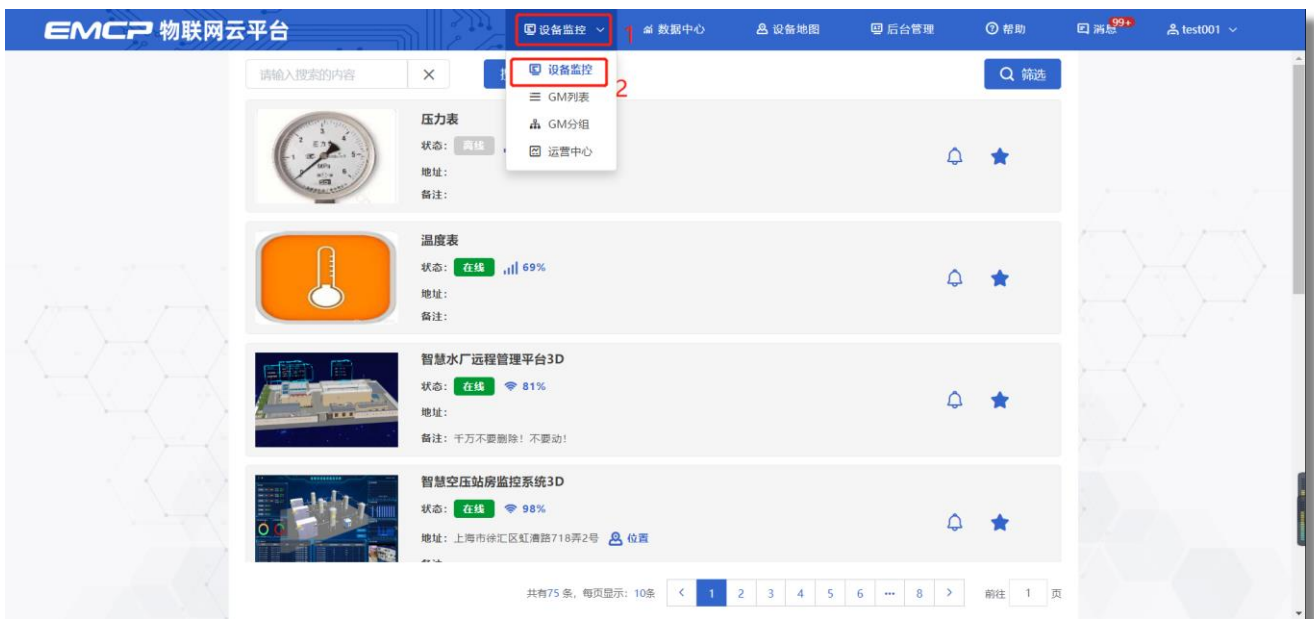 EMCP 物联网云平台
设备监控
1
数据中心
设备地图
后台管理
帮助
消息
99+
test001
请输入搜索的内容
设备监控
2
筛选
GM列表
GM分组
运营中心
压力表
状态: 离线
地址:
备注:
温度表
状态: 在线 69%
地址:
备注:
智慧水厂远程管理平台3D
状态: 在线 81%
地址:
备注: 千万不要删除! 不要动!
智慧空压站房监控系统3D
状态: 在线 98%
地址: 上海市徐汇区虹漕路718弄2号 位置
共有75 条, 每页显示: 10条 < 1 2 3 4 5 6 ··· 8 > 前往 1 页